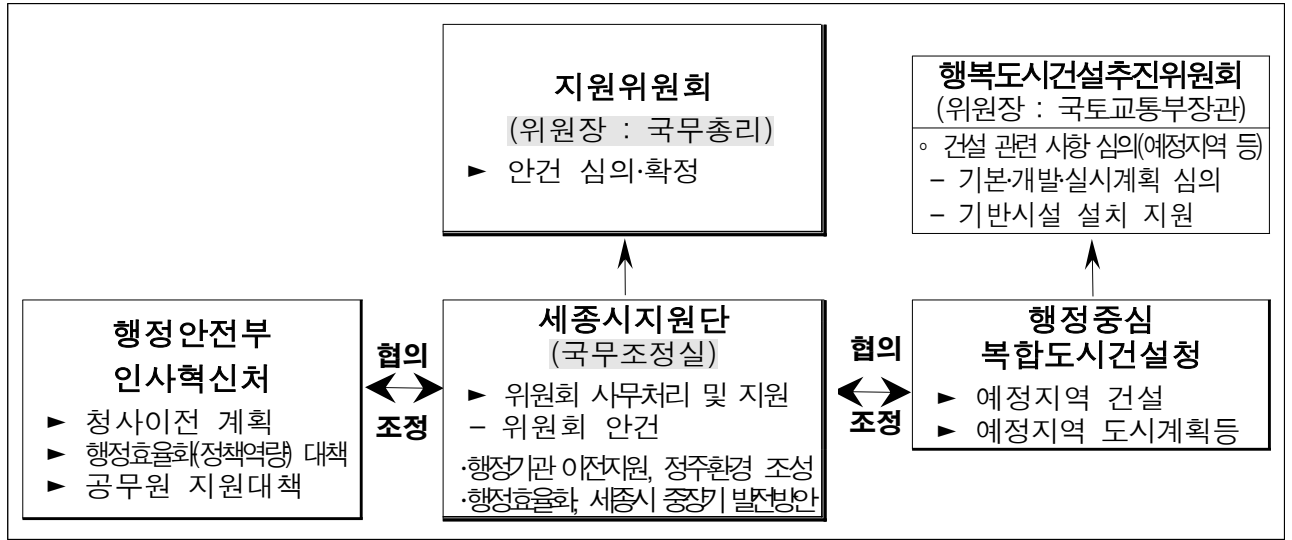 지원위원회
(위원장 : 국무총리)
► 안건 심의·확정
행복도시건설추진위원회
(위원장 : 국토교통부장관)
◦ 건설 관련 사항 심의(예정지역 등)
– 기본·개발·실시계획 심의
– 기반시설 설치 지원
행정안전부
인사혁신처
► 청사이전 계획
► 행정효율화(정책역량) 대책
► 공무원 지원대책
협의
조정
세종시지원단
(국무조정실)
► 위원회 사무처리 및 지원
– 위원회 안건
·행정기관 이전지원, 정주환경 조성
·행정효율화, 세종시 중장기 발전방안
협의
조정
행정중심
복합도시건설청
► 예정지역 건설
► 예정지역 도시계획등